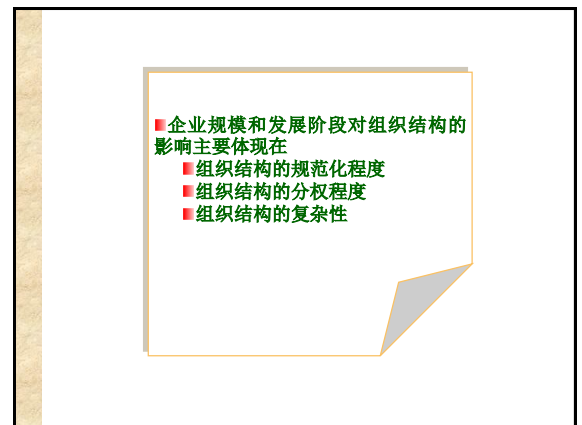 企业规模和发展阶段对组织结构的
影响主要体现在
组织结构的规范化程度
组织结构的分权程度
组织结构的复杂性